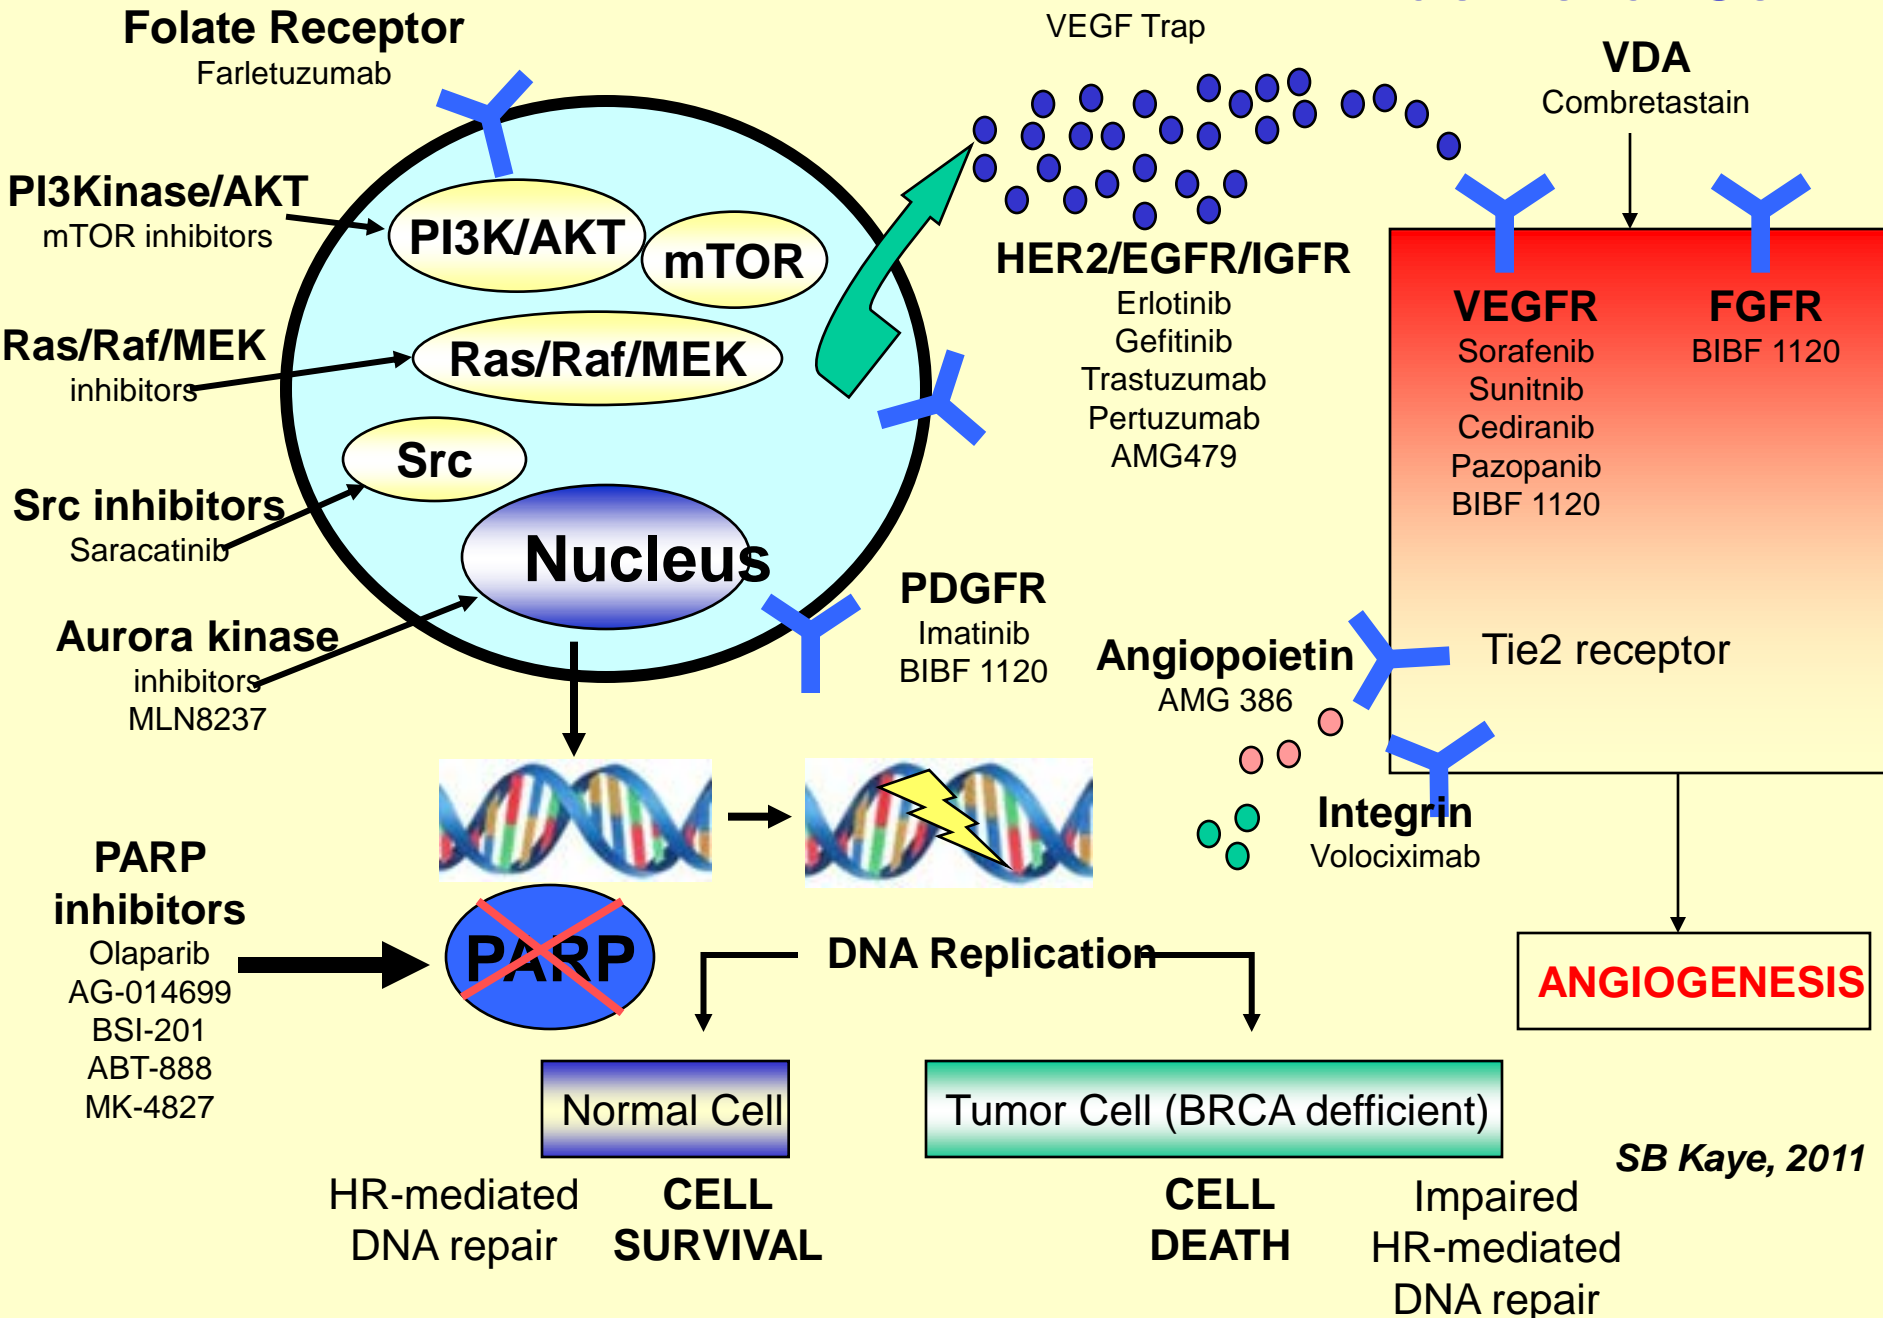 Folate Receptor
Farletuzumab
VEGF Trap
VDA
Combretastain
PI3Kinase/AKT
mTOR inhibitors
PI3K/AKT
mTOR
Ras/Raf/MEK
inhibitors
Ras/Raf/MEK
Src
Src inhibitors
Saracatinib
Nucleus
Aurora kinase
inhibitors
MLN8237
HER2/EGFR/IGFR
Erlotinib
Gefitinib
Trastuzumab
Pertuzumab
AMG479
VEGFR
Sorafenib
Sunitnib
Cediranib
Pazopanib
BIBF 1120
FGFR
BIBF 1120
PDGFR
Imatinib
BIBF 1120
Angiopoietin
AMG 386
Tie2 receptor
Integrin
Volociximab
PARP
inhibitors
Olaparib
AG-014699
BSI-201
ABT-888
MK-4827
PARP
DNA Replication
ANGIOGENESIS
Normal Cell
Tumor Cell (BRCA defficient)
SB Kaye, 2011
HR-mediated
DNA repair
CELL
SURVIVAL
CELL
DEATH
Impaired
HR-mediated
DNA repair